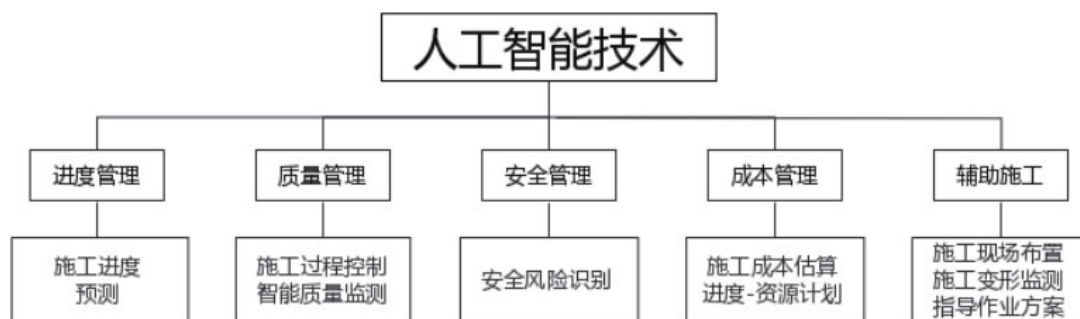 人工智能技术
进度管理
质量管理
安全管理
成本管理
辅助施工
施工进度
预测
施工过程控制
智能质量监测
安全风险识别
施工成本估算
进度-资源计划
施工现场布置
施工变形监测
指导作业方案